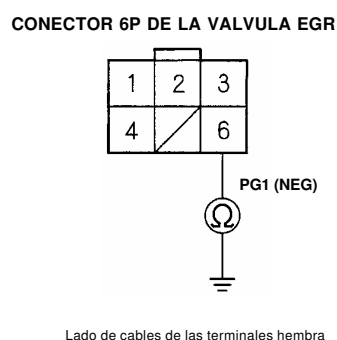 CONECTOR 6P DE LA VALVULA EGR
1 2 3
4 6
PG1 (NEG)
Ω
Lado de cables de las terminales hembra